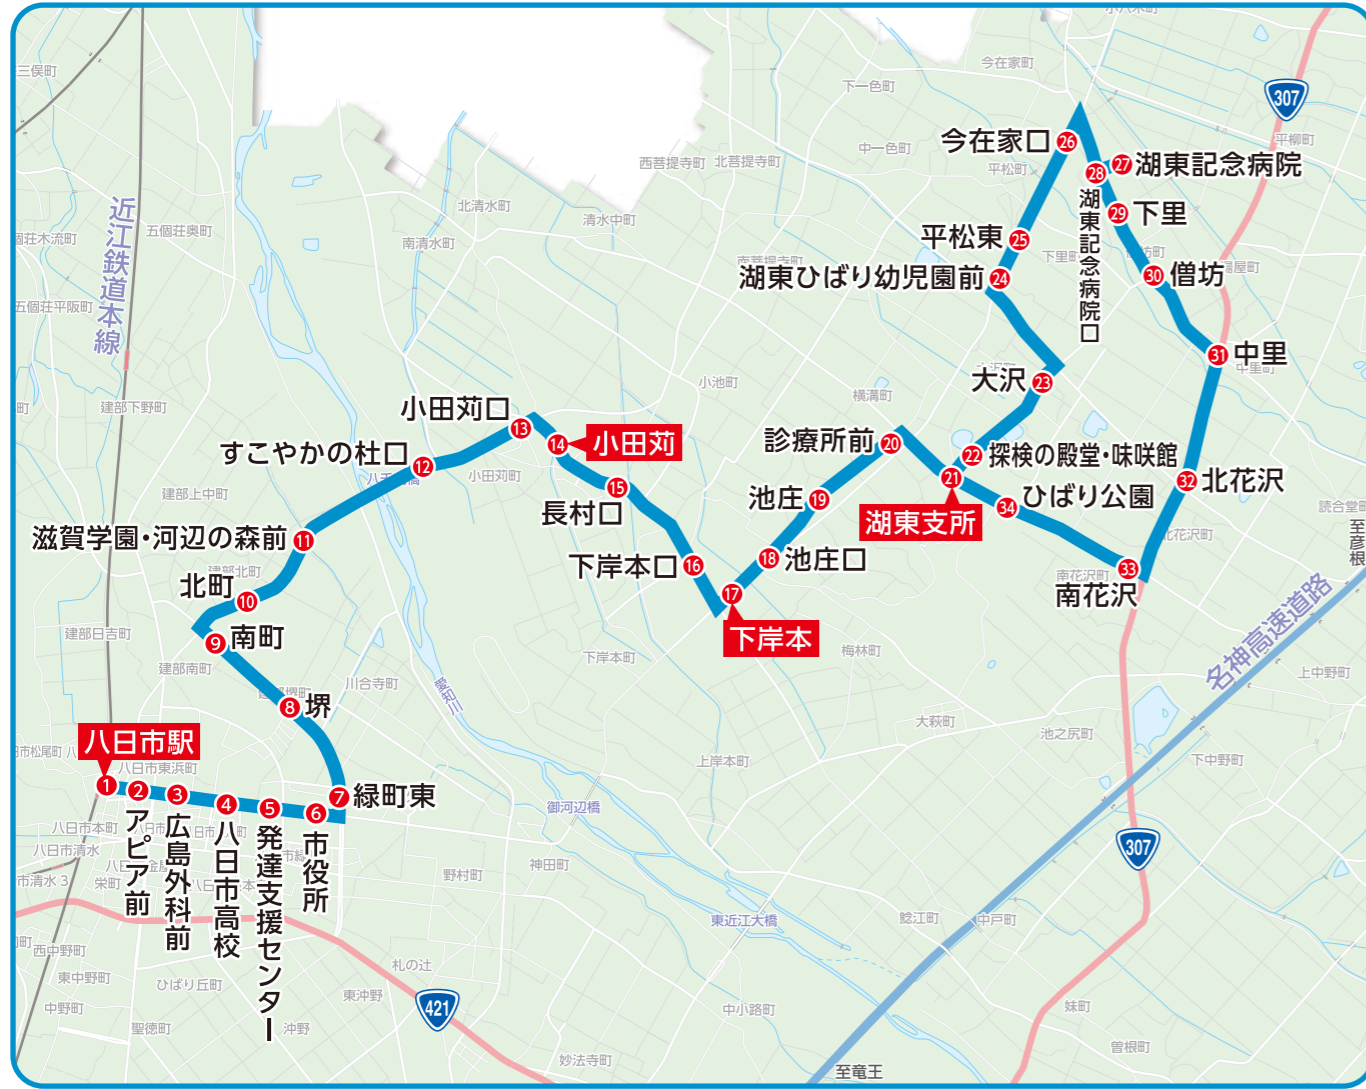 小八木町
三俣町
今在家町
下一色町
307
平柳町
中一色町
今在家口
26
西菩提寺町
北菩提寺町
平松町
28
27
湖東記念病院
湖東記念病院口
29
下里
北清水町
清水中町
近江鉄道本線
五個荘奥町
五個荘木流町
南清水町
平松東
25
南菩提寺町
下里町
湖東ひばり幼児園前
24
30
僧坊
五個荘平阪町
31
中里
中里町
建部下野町
小池町
横溝町
大沢
23
小田苅口
13
14
小田苅
診療所前
20
すこやかの杜口
12
小田苅町
22
探検の殿堂・味咲館
21
湖東支所
32
北花沢
建部上中町
15
長村口
池庄
19
ひばり公園
34
読合堂町
至彦根
滋賀学園・河辺の森前
11
北花沢町
建部北町
下岸本口
16
18
池庄口
南花沢町
33
南花沢
北町
10
17
下岸本
建部日吉町
9
南町
建部南町
下岸本町
梅林町
名神高速道路
上中野町
川合寺町
愛知川
8
堺
大萩町
池之尻町
八日市駅
八日市東浜町
上岸本町
下中野町
1
2
アピア前
3
広島外科前
4
八日市高校
5
発達支援センター
6
市役所
7
緑町東
御河辺橋
八日市本町
八日市清水
栄町
神田町
野村町
307
東近江大橋
鯰江町
中戸町
西中野町
東中野町
ひばり丘町
札の辻
東沖野
中野町
聖徳町
沖野
421
中小路町
妹町
妙法寺町
曽根町
至竜王